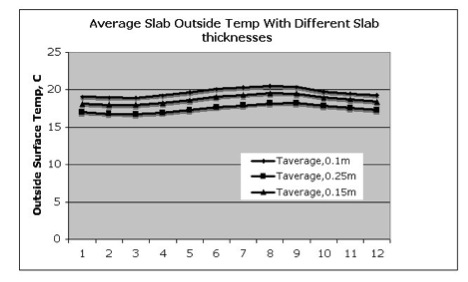 Average Slab Outside Temp With Different Slab
thicknesses
Outside Surface Temp, C
25
20
15
10
5
0
Taverage,0.1m
Taverage,0.25m
Taverage,0.15m
1 2 3 4 5 6 7 8 9 10 11 12